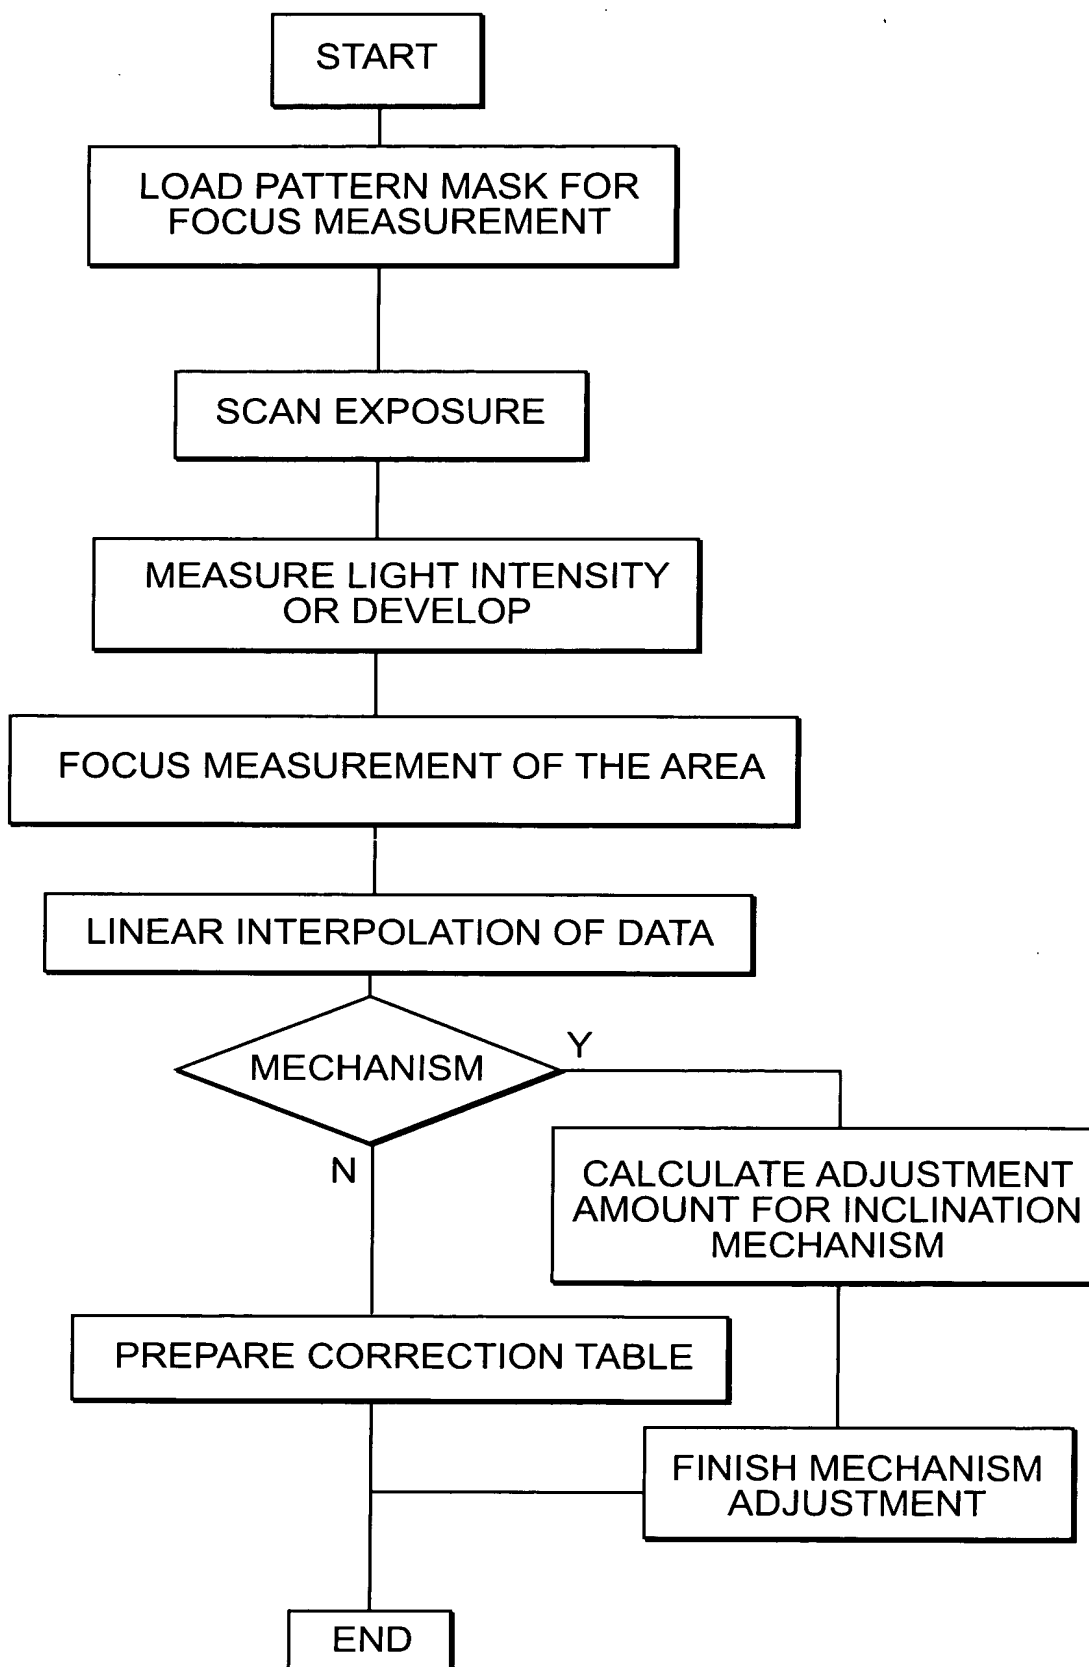 START
LOAD PATTERN MASK FOR
FOCUS MEASUREMENT
SCAN EXPOSURE
MEASURE LIGHT INTENSITY
OR DEVELOP
FOCUS MEASUREMENT OF THE AREA
LINEAR INTERPOLATION OF DATA
MECHANISM
Y
N
CALCULATE ADJUSTMENT
AMOUNT FOR INCLINATION
MECHANISM
PREPARE CORRECTION TABLE
FINISH MECHANISM
ADJUSTMENT
END